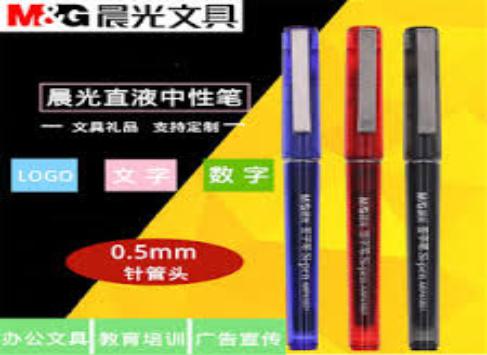 M&G 晨光文具
晨光直液中性笔
文具礼品 支持定制
LOGO 文字 数字
0.5mm
针管头
办公文具 教育培训 广告宣传